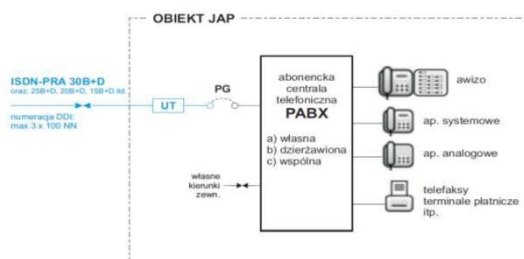 OBIEKT JAP
ISDN-PRA 30B+D
oraz: 25B+D, 20B+D, 15B+D itd.
numeracja DDI:
max 3 x 100 NN
UT
PG
abonencka
centrala
telefoniczna
PABX
a) własna
b) dzierżawiona
c) wspólna
własne
kierunki
zewn.
awizo
ap. systemowe
ap. analogowe
telefaksy
terminale płatnicze
itp.